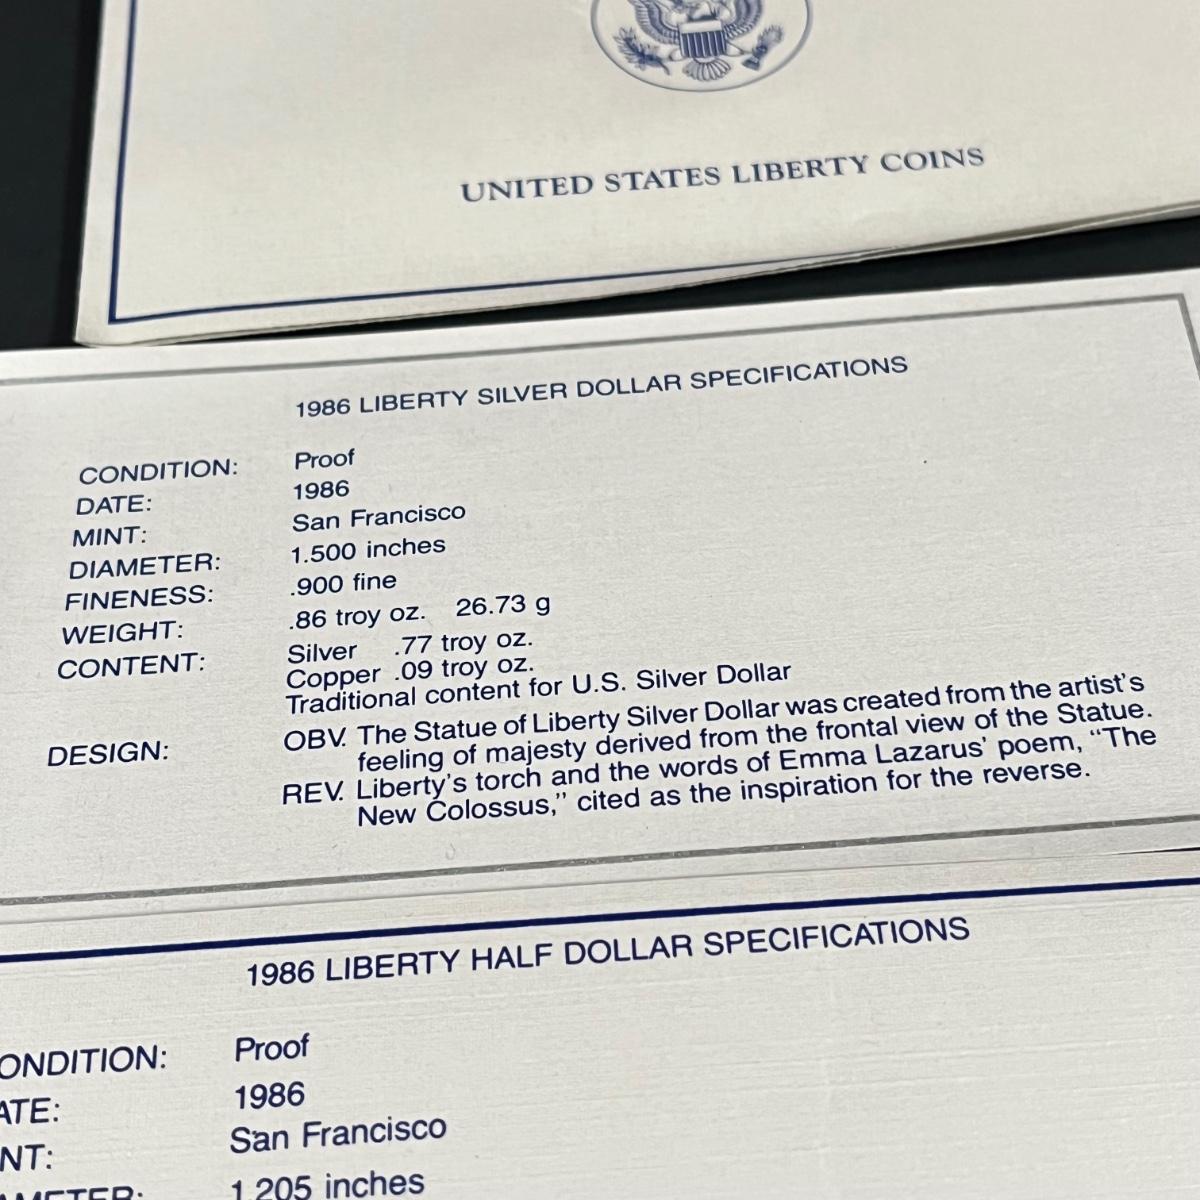 UNITED STATES LIBERTY COINS
1986 LIBERTY SILVER DOLLAR SPECIFICATIONS
CONDITION: Proof
DATE: 1986
MINT: San Francisco
DIAMETER: 1.500 inches
FINENESS: .900 fine
WEIGHT: .86 troy oz. 26.73 g
CONTENT: Silver .77 troy oz.
Copper .09 troy oz.
Traditional content for U.S. Silver Dollar
DESIGN: OBV. The Statue of Liberty Silver Dollar was created from the artist's
feeling of majesty derived from the frontal view of the Statue.
REV. Liberty's torch and the words of Emma Lazarus' poem, "The
New Colossus," cited as the inspiration for the reverse.
1986 LIBERTY HALF DOLLAR SPECIFICATIONS
ONDITION: Proof
ATE: 1986
NT: San Francisco
AMETER: 1.205 inches